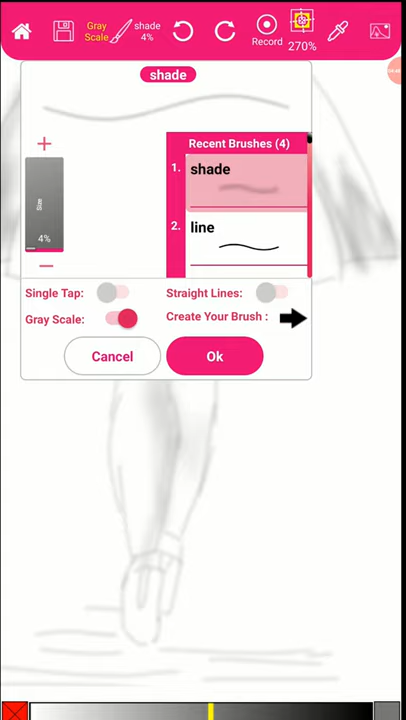 Gray
Scale
shade
4%
Record
270%
shade
Recent Brushes (4)
1.
shade
Size
4%
2.
line
Single Tap:
Straight Lines:
Gray Scale:
Create Your Brush :
Cancel
Ok